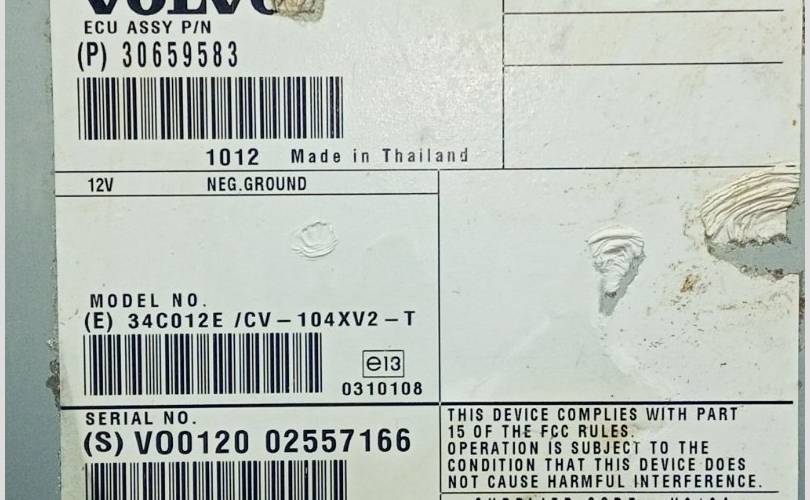 VOLVO
ECU ASSY P/N
(P) 30659583
1012 Made in Thailand
12V NEG.GROUND
MODEL NO.
(E) 34C012E /CV-104XV2-T
e13
0310108
SERIAL NO.
(S) V00120 02557166
THIS DEVICE COMPLIES WITH PART
15 OF THE FCC RULES.
OPERATION IS SUBJECT TO THE
CONDITION THAT THIS DEVICE DOES
NOT CAUSE HARMFUL INTERFERENCE.